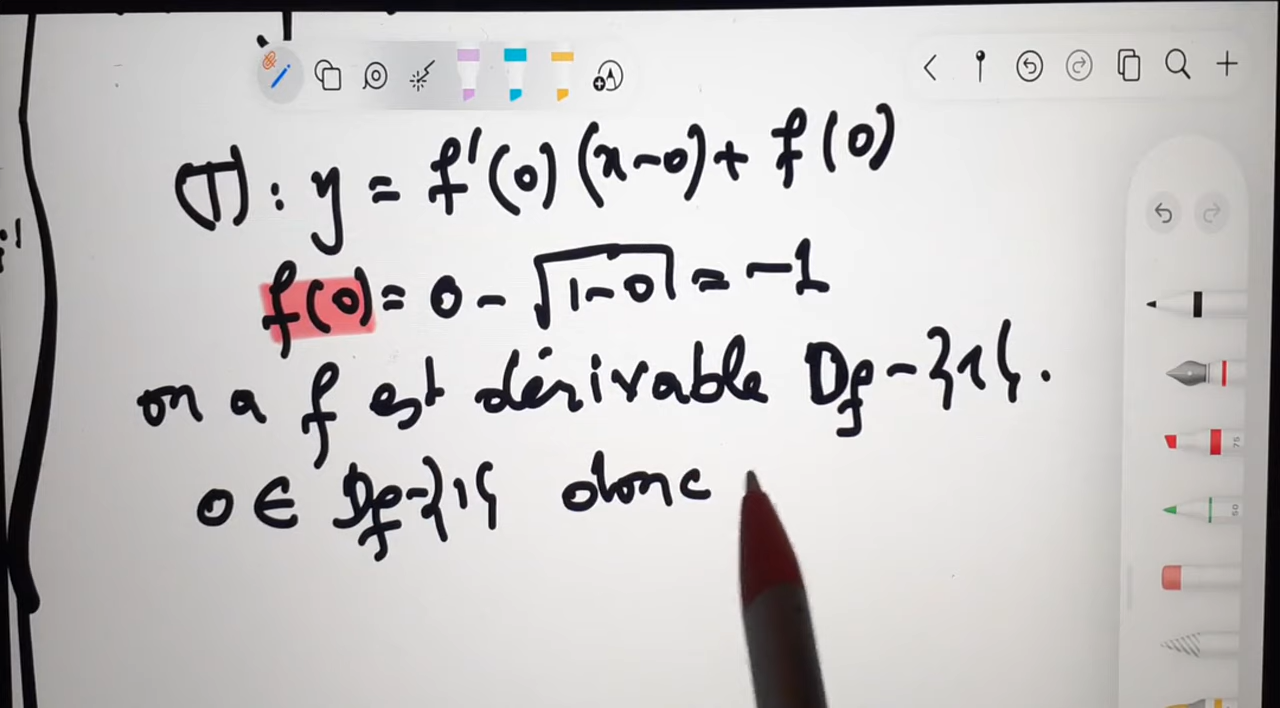 (T): y = f'(0) (x-0) + f(0)
f(0) = 0 - √(1-0) = -1
on a f est dérivable Df - }1{.
0 ∈ Df - }1{ donc